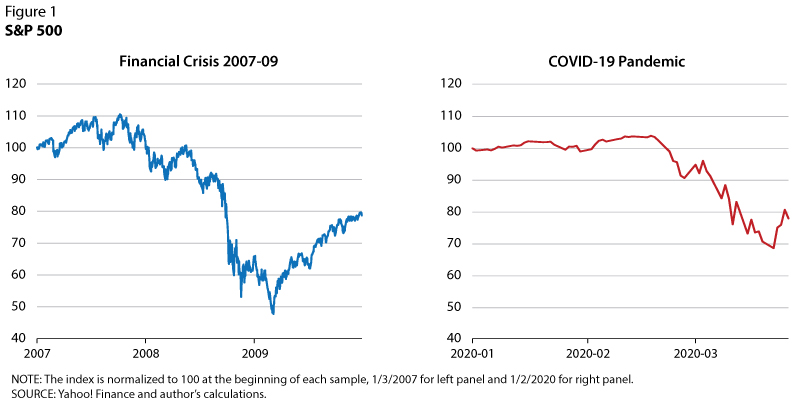 Figure 1
S&P 500
Financial Crisis 2007-09
120
110
100
90
80
70
60
50
40
2007 2008 2009
COVID-19 Pandemic
120
110
100
90
80
70
60
50
40
2020-01 2020-02 2020-03
NOTE: The index is normalized to 100 at the beginning of each sample, 1/3/2007 for left panel and 1/2/2020 for right panel.
SOURCE: Yahoo! Finance and author's calculations.